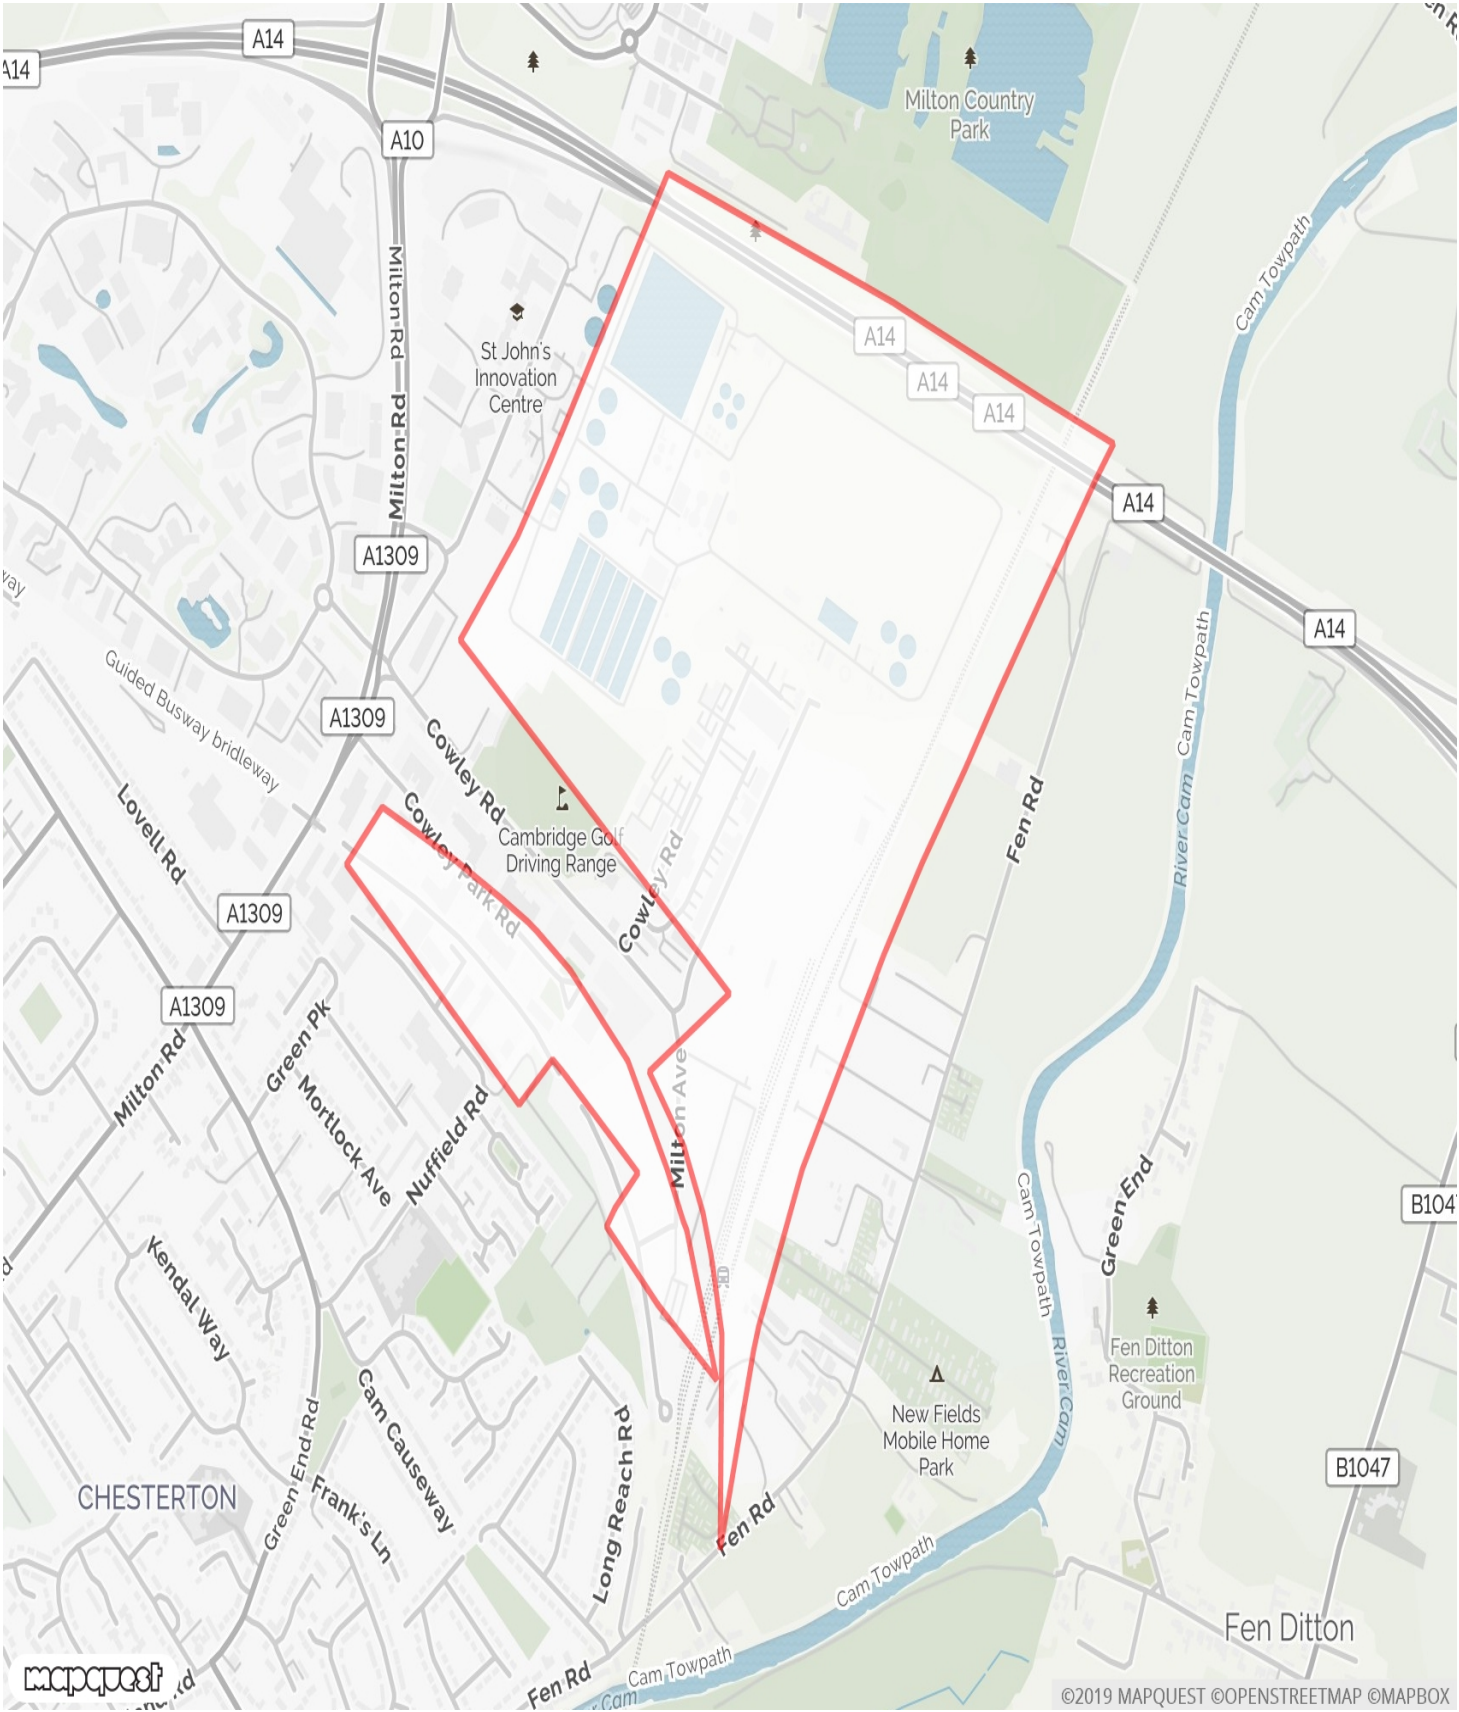 A14
A14
Milton Country
Park
A10
Cam Towpath
Milton Rd
Milton Rd
St John's
Innovation
Centre
A14
A14
A14
A14
A1309
way
A14
Guided Busway bridleway
A1309
Cam Towpath
Cowley Rd
Lovell Rd
Cowley Park Rd
Cambridge Golf
Driving Range
Cowley Rd
Fen Rd
River Cam
A1309
A1309
Green Pk
Milton Rd
Mortlock Ave
Nuffield Rd
Milton Ave
Cam Towpath
Green End
B1047
Kendal Way
Cam Causeway
Fen Ditton
Recreation
Ground
River Cam
New Fields
Mobile Home
Park
B1047
CHESTERTON
Green End Rd
Frank's Ln
Long Reach Rd
Fen Rd
Cam Towpath
Fen Ditton
mapquest
Fen Rd
Cam Towpath
r Cam
©2019 MAPQUEST ©OPENSTREETMAP ©MAPBOX